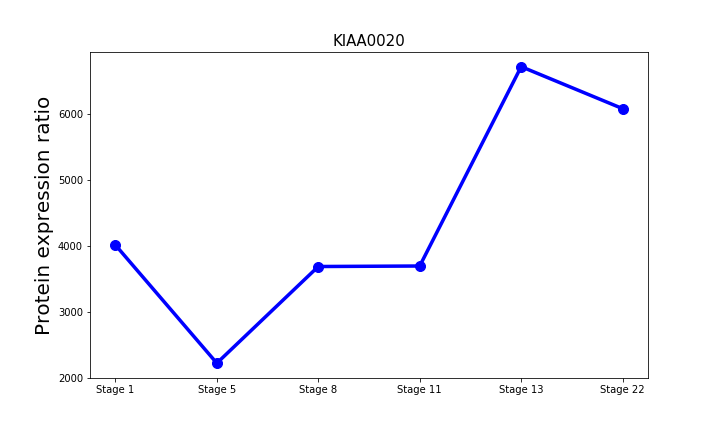 KIAA0020
Protein expression ratio
6000
5000
4000
3000
2000
Stage 1
Stage 5
Stage 8
Stage 11
Stage 13
Stage 22